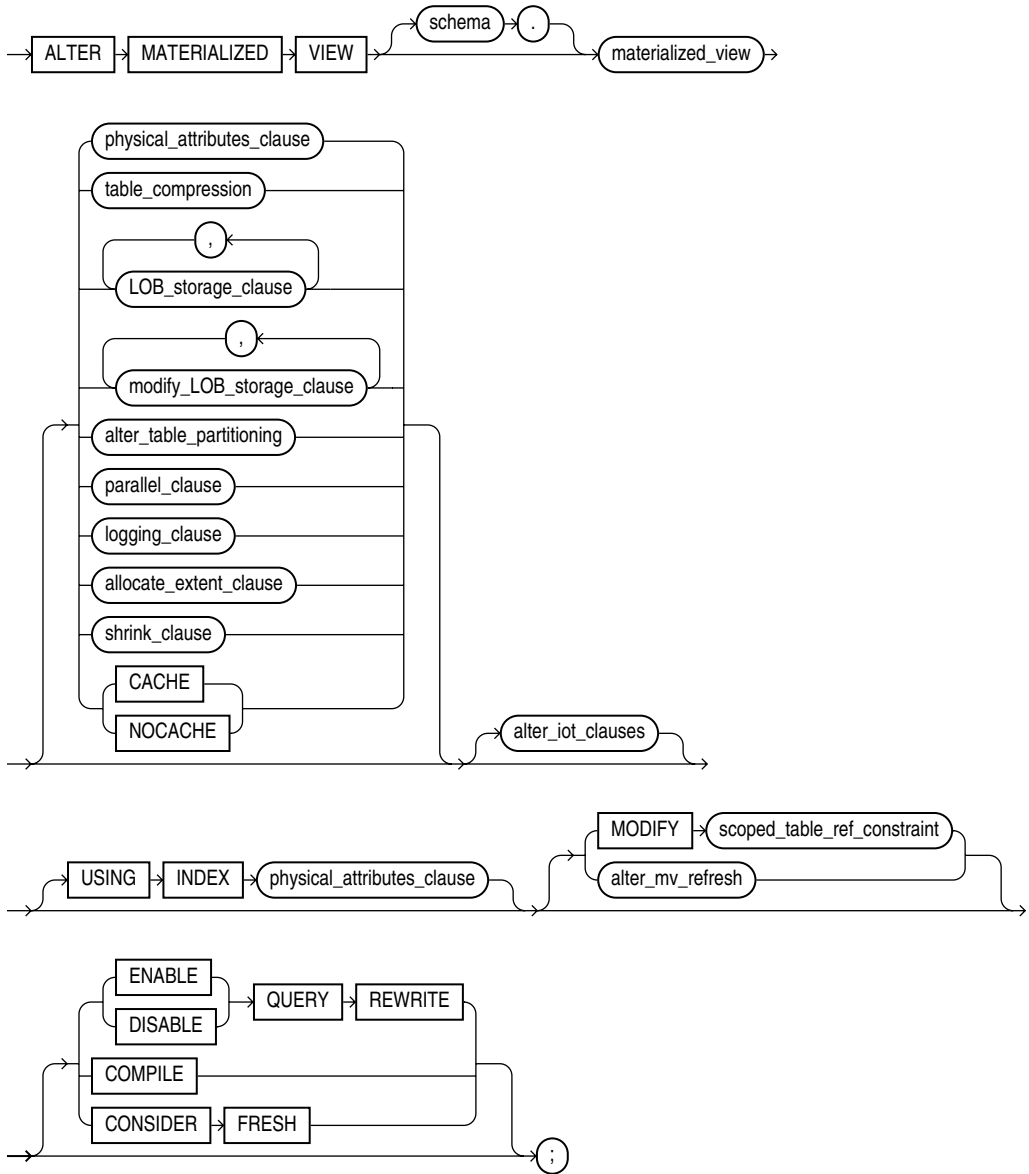 ALTER MATERIALIZED VIEW schema . materialized_view
physical_attributes_clause
table_compression
,
LOB_storage_clause
,
modify_LOB_storage_clause
alter_table_partitioning
parallel_clause
logging_clause
allocate_extent_clause
shrink_clause
CACHE
NOCACHE
alter_iot_clauses
USING INDEX physical_attributes_clause
MODIFY scoped_table_ref_constraint
alter_mv_refresh
ENABLE
DISABLE
QUERY REWRITE
COMPILE
CONSIDER FRESH
;